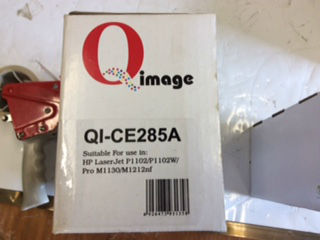 Q image
QI-CE285A
Suitable For use in:
HP LaserJet P1102/P1102W/
Pro M1130/M1212nf